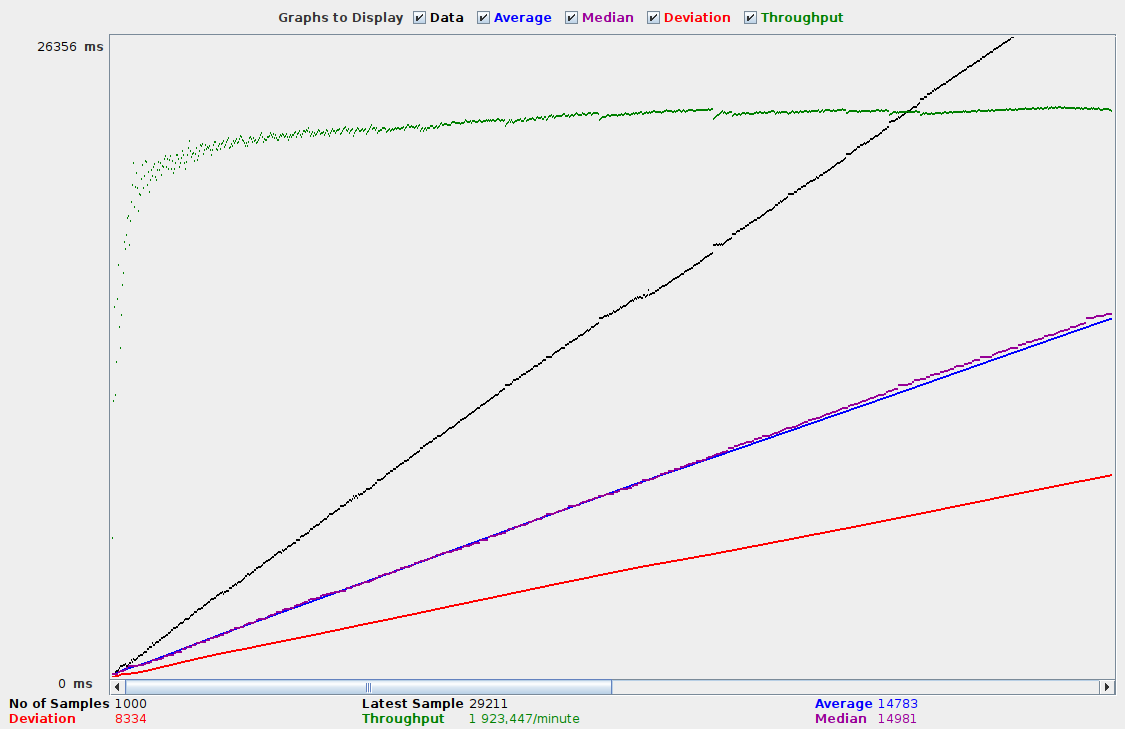 Graphs to Display Data Average Median Deviation Throughput
26356 ms
0 ms
No of Samples 1000 Latest Sample 29211 Average 14783
Deviation 8334 Throughput 1 923,447/minute Median 14981